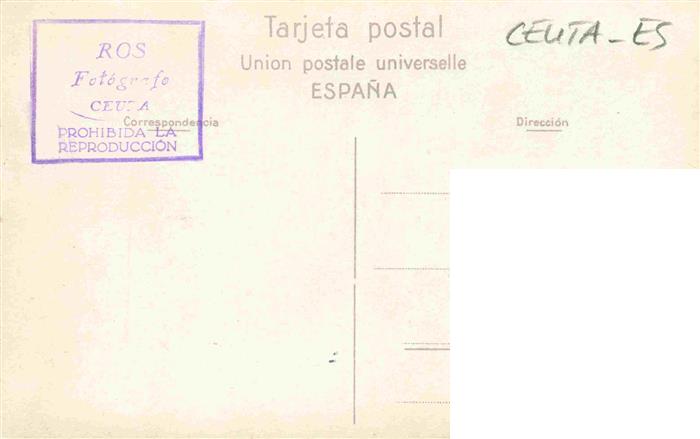 Tarjeta postal
CEUTA - ES
Union postale universelle
ESPAÑA
ROS
Fotógrafo
CEUTA
PROHIBIDA LA
REPRODUCCIÓN
Correspondencia
Dirección